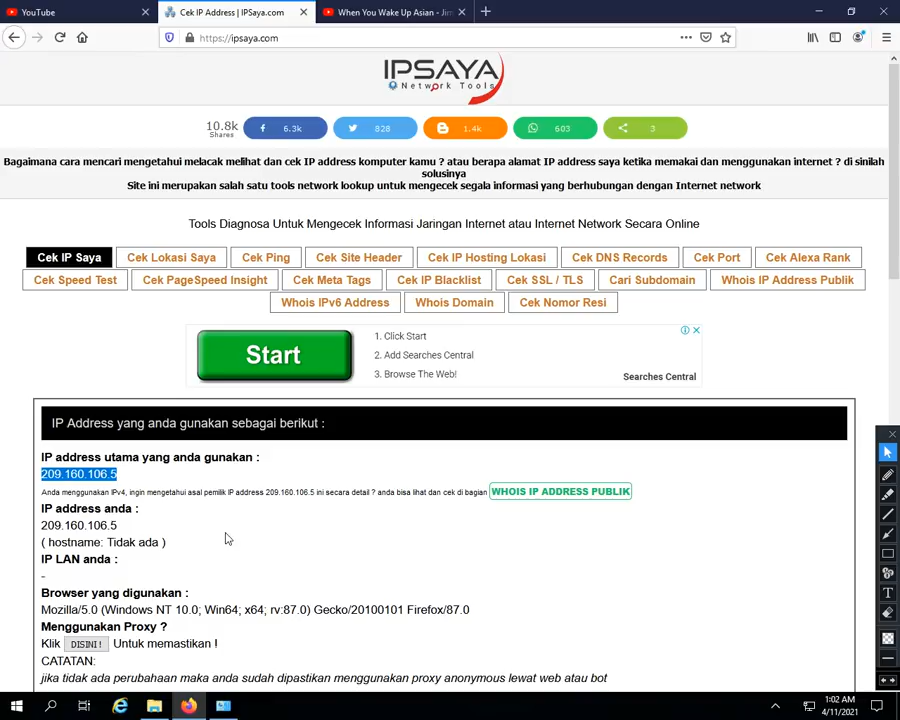 YouTube
Cek IP Address | IPSaya.com
When You Wake Up Asian - Jim
https://ipsaya.com
IPSAYA
Network Tools
10.8k
Shares
6.3k
828
1.4k
603
3
Bagaimana cara mencari mengetahui melacak melihat dan cek IP address komputer kamu ? atau berapa alamat IP address saya ketika memakai dan menggunakan internet ? di sinilah
solusinya
Site ini merupakan salah satu tools network lookup untuk mengecek segala informasi yang berhubungan dengan Internet network
Tools Diagnosa Untuk Mengecek Informasi Jaringan Internet atau Internet Network Secara Online
Cek IP Saya Cek Lokasi Saya Cek Ping Cek Site Header Cek IP Hosting Lokasi Cek DNS Records Cek Port Cek Alexa Rank
Cek Speed Test Cek PageSpeed Insight Cek Meta Tags Cek IP Blacklist Cek SSL / TLS Cari Subdomain Whois IP Address Publik
Whois IPv6 Address Whois Domain Cek Nomor Resi
Start
1. Click Start
2. Add Searches Central
3. Browse The Web!
Searches Central
IP Address yang anda gunakan sebagai berikut :
IP address utama yang anda gunakan :
209.160.106.5
Anda menggunakan IPv4, ingin mengetahui asal pemilik IP address 209.160.106.5 ini secara detail ? anda bisa lihat dan cek di bagian WHOIS IP ADDRESS PUBLIK
IP address anda :
209.160.106.5
( hostname: Tidak ada )
IP LAN anda :
-
Browser yang digunakan :
Mozilla/5.0 (Windows NT 10.0; Win64; x64; rv:87.0) Gecko/20100101 Firefox/87.0
Menggunakan Proxy ?
Klik DISINI! Untuk memastikan !
CATATAN:
jika tidak ada perubahaan maka anda sudah dipastikan menggunakan proxy anonymous lewat web atau bot
T
1:02 AM
4/11/2021